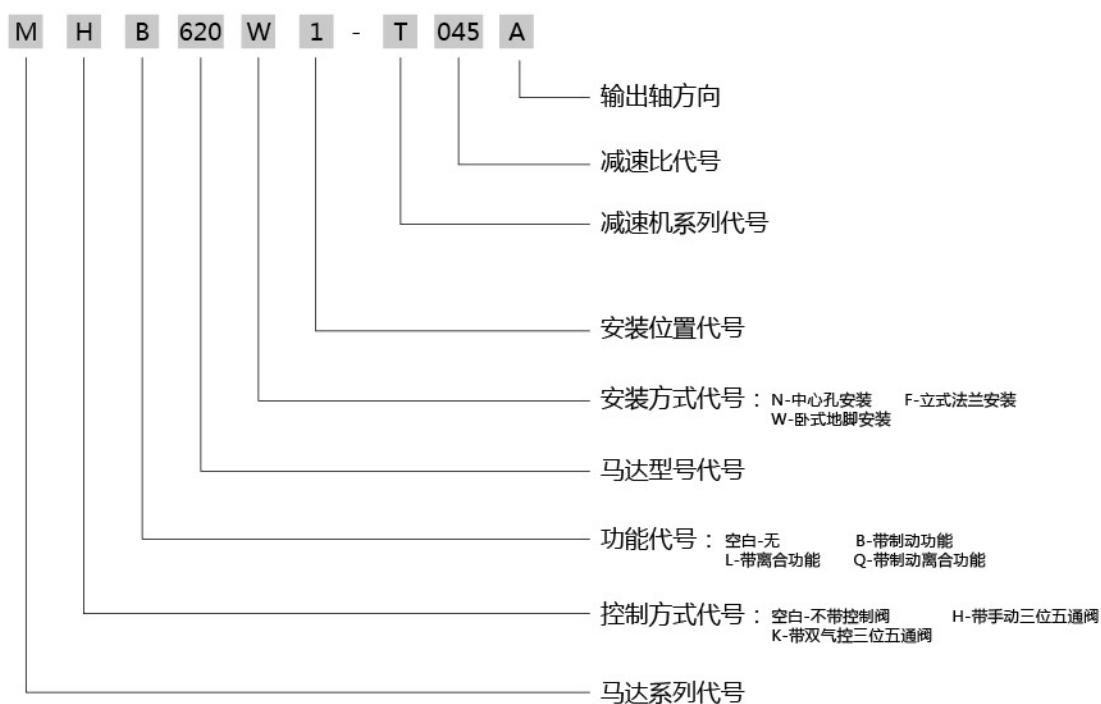 M H B 620 W 1 - T 045 A
输出轴方向
减速比代号
减速机系列代号
安装位置代号
安装方式代号：N-中心孔安装 F-立式法兰安装
W-卧式地脚安装
马达型号代号
功能代号：空白-无 B-带制动功能
L-带离合功能 Q-带制动离合功能
控制方式代号：空白-不带控制阀 H-带手动三位五通阀
K-带双气控三位五通阀
马达系列代号